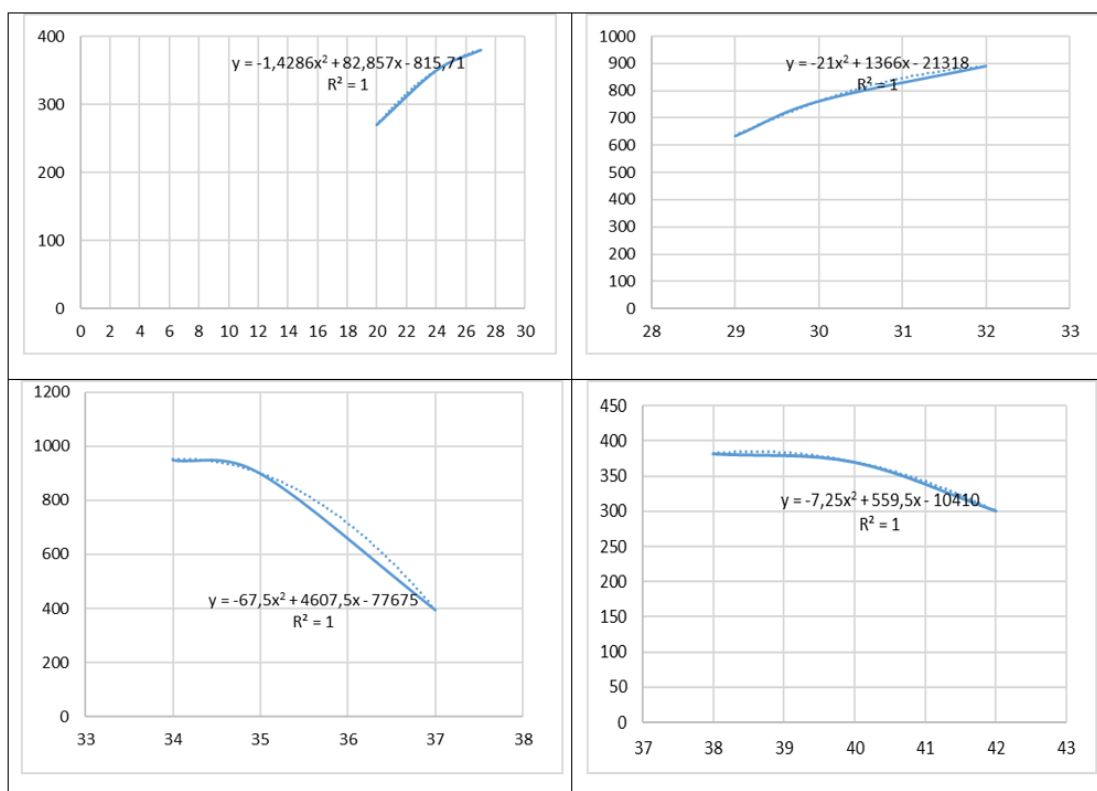 400
300
200
100
0
y = -1,4286x² + 82,857x - 815,71
R² = 1
0 2 4 6 8 10 12 14 16 18 20 22 24 26 28 30
1000
900
800
700
600
500
400
300
200
100
0
y = -21x² + 1366x - 21318
R² = 1
28 29 30 31 32 33
1200
1000
800
600
400
200
0
y = -67,5x² + 4607,5x - 77675
R² = 1
33 34 35 36 37 38
450
400
350
300
250
200
150
100
50
0
y = -7,25x² + 559,5x - 10410
R² = 1
37 38 39 40 41 42 43